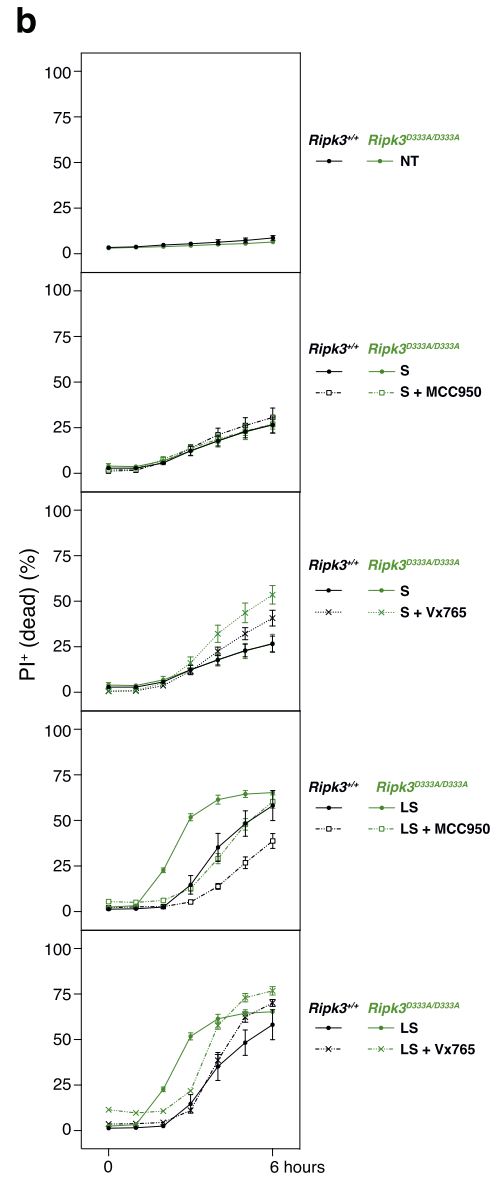 b
100
75
50
25
0
Ripk3+/+ Ripk3D333A/D333A
NT
100
75
50
25
0
Ripk3+/+ Ripk3D333A/D333A
S
S + MCC950
PI+ (dead) (%)
100
75
50
25
0
Ripk3+/+ Ripk3D333A/D333A
S
S + Vx765
100
75
50
25
0
Ripk3+/+ Ripk3D333A/D333A
LS
LS + MCC950
100
75
50
25
0
Ripk3+/+ Ripk3D333A/D333A
LS
LS + Vx765
0 6 hours